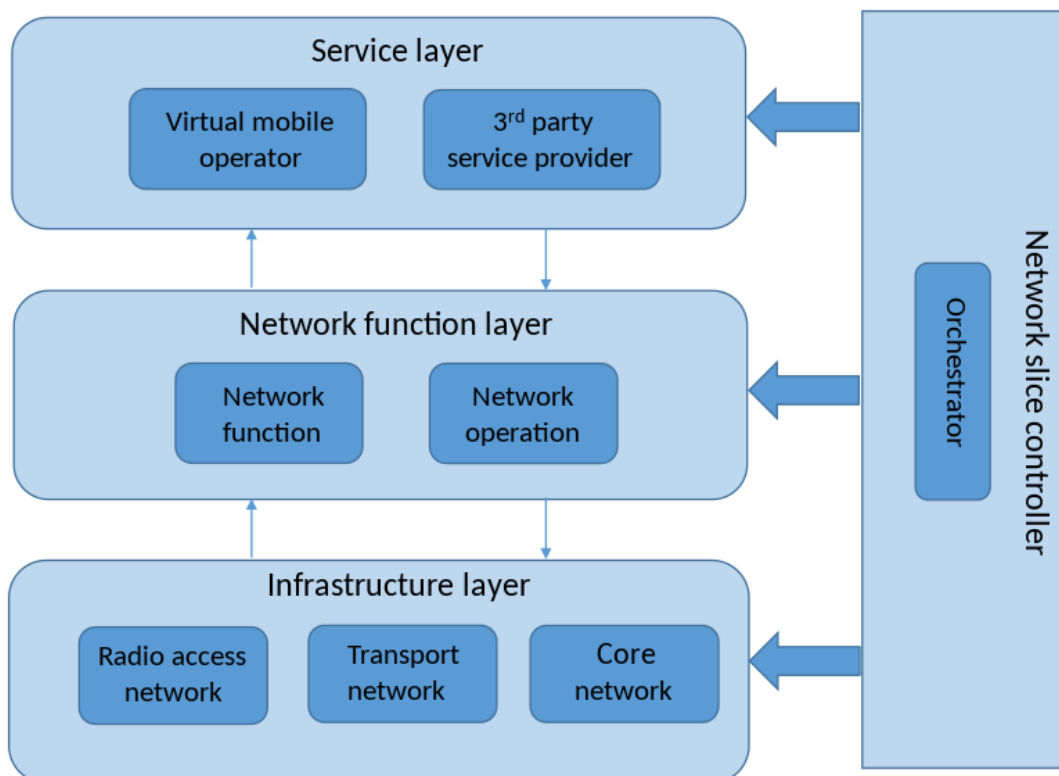 Service layer
Virtual mobile
operator
3rd party
service provider
Network function layer
Network
function
Network
operation
Infrastructure layer
Radio access
network
Transport
network
Core
network
Orchestrator
Network slice controller